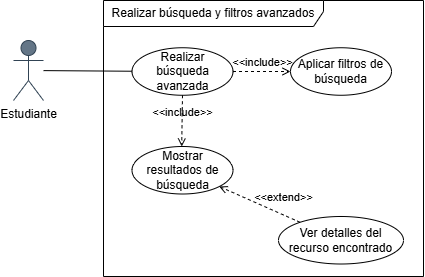 Realizar búsqueda y filtros avanzados
Realizar
búsqueda
avanzada
<<include>>
Aplicar filtros de
búsqueda
Estudiante
<<include>>
Mostrar
resultados de
búsqueda
<<extend>>
Ver detalles del
recurso encontrado